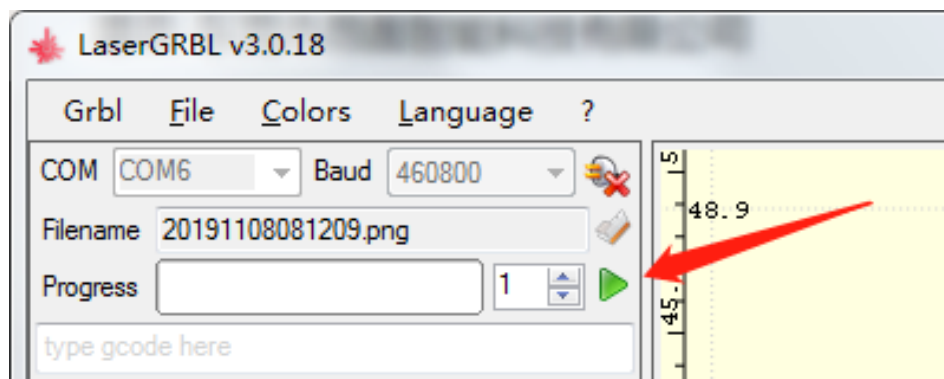 LaserGRBL v3.0.18
Grbl File Colors Language ?
COM COM6 Baud 460800
Filename 20191108081209.png
Progress 1
type gcode here
48.9
45.